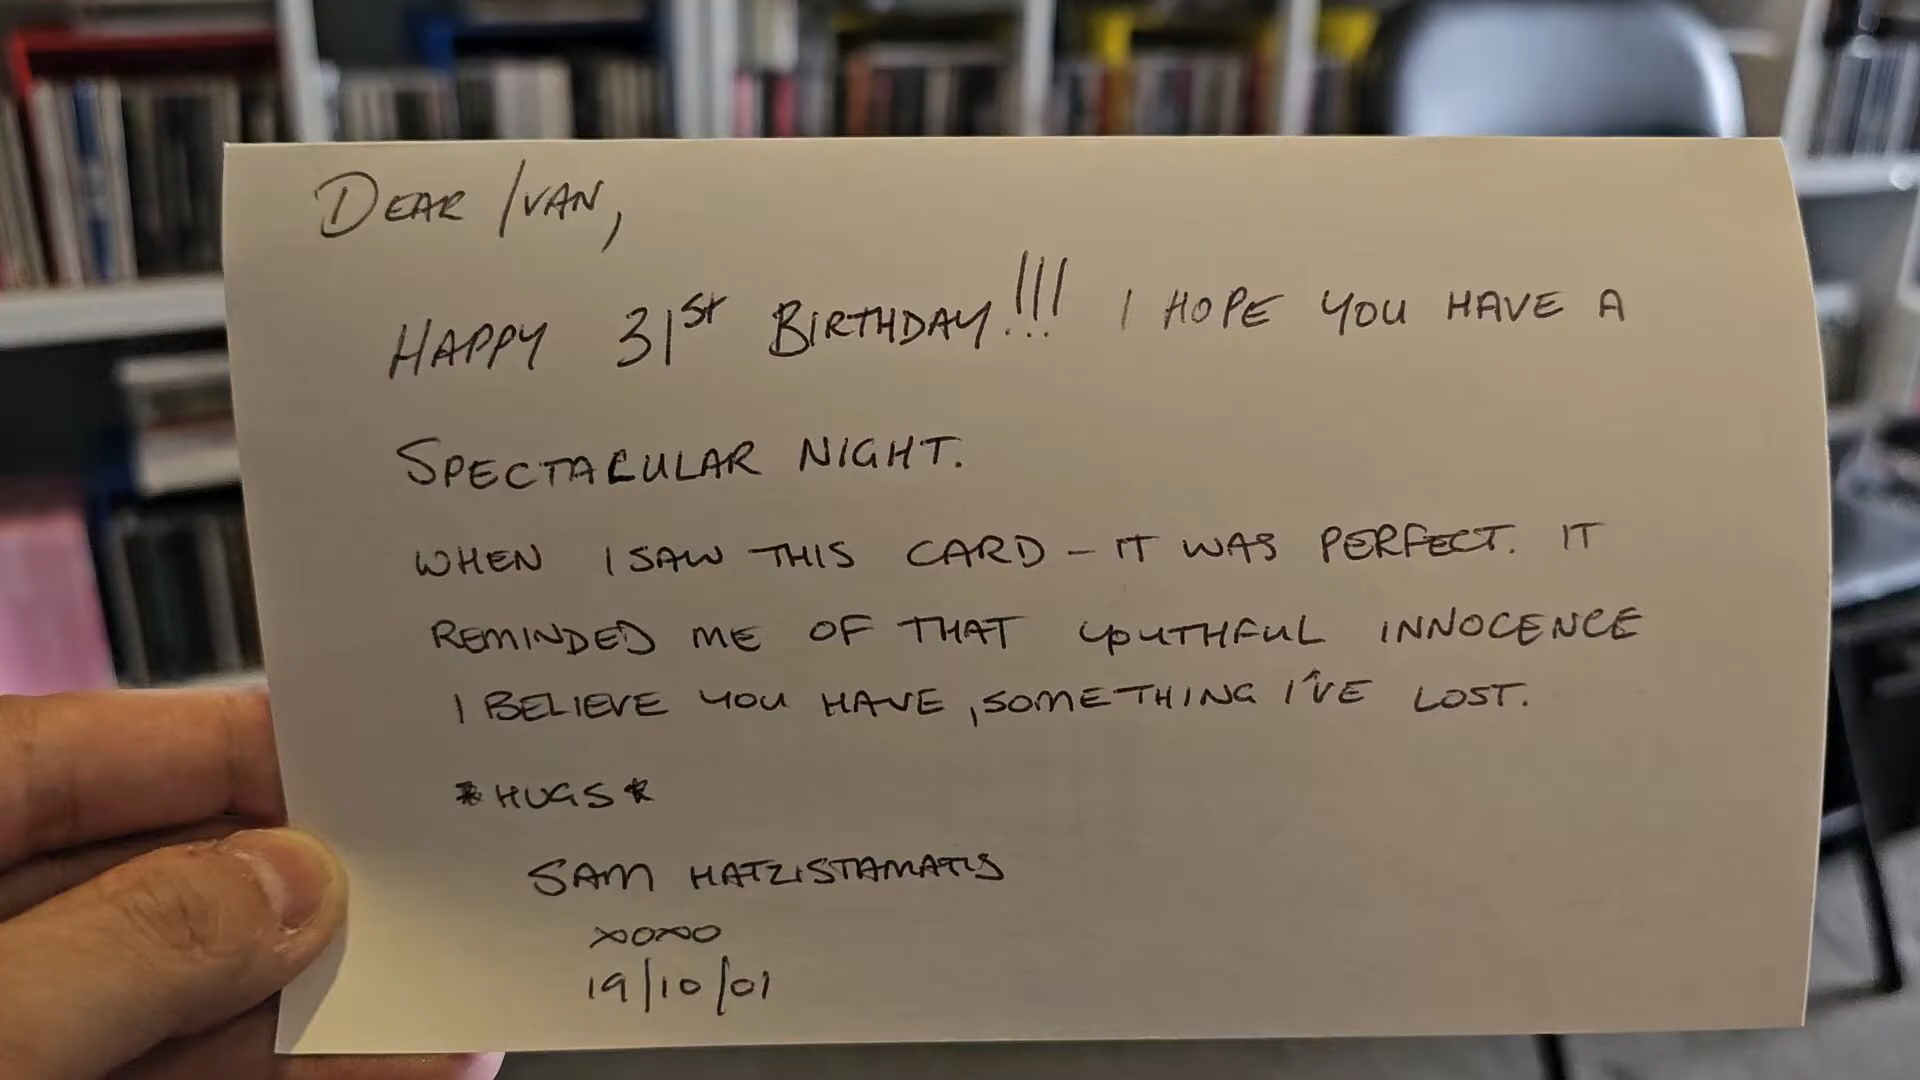 DEAR IVAN,
HAPPY 31ST BIRTHDAY!!! I HOPE YOU HAVE A
SPECTACULAR NIGHT.
WHEN I SAW THIS CARD – IT WAS PERFECT. IT
REMINDED ME OF THAT YOUTHFUL INNOCENCE
I BELIEVE YOU HAVE, SOMETHING I'VE LOST.
*HUGS*
SAM HATZISTAMATIS
XOXO
19/10/01